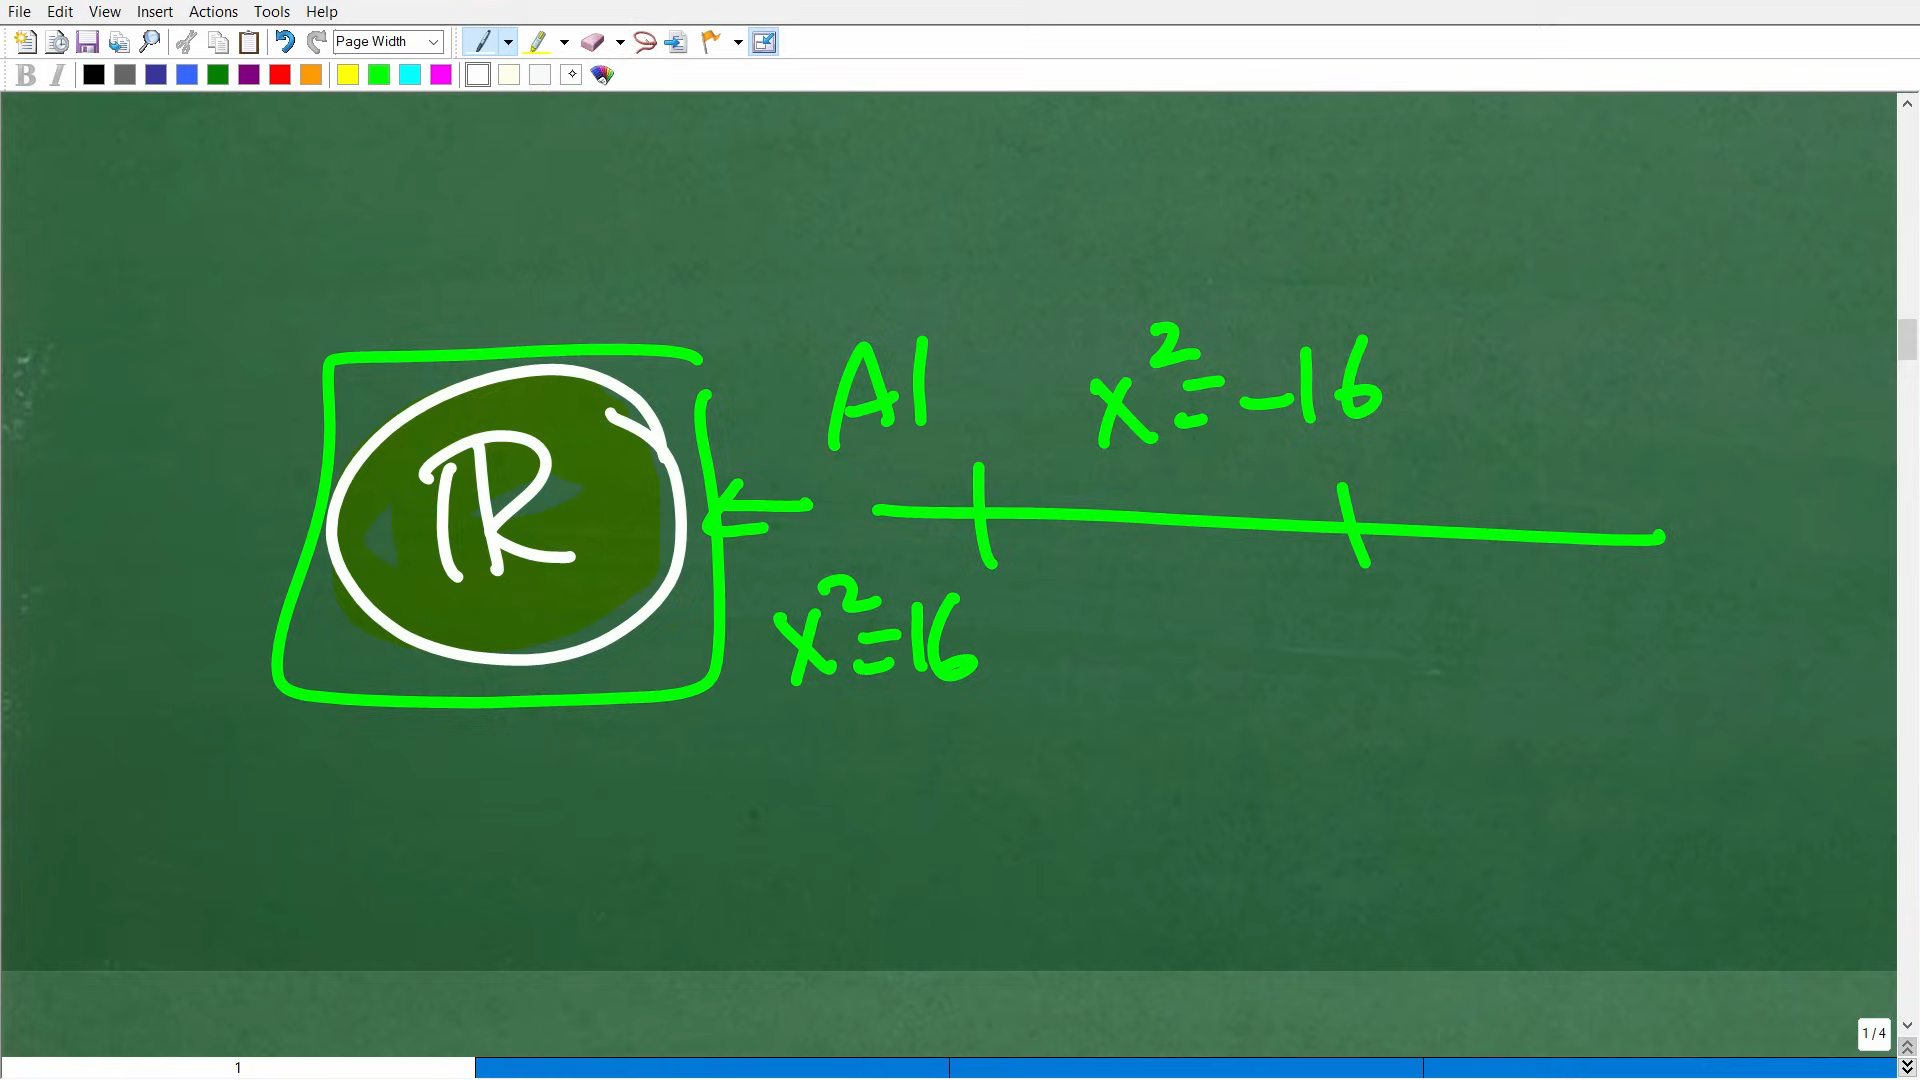 File Edit View Insert Actions Tools Help
Page Width
B I
A1 x²=-16
ℝ
x²=16
1 / 4
1